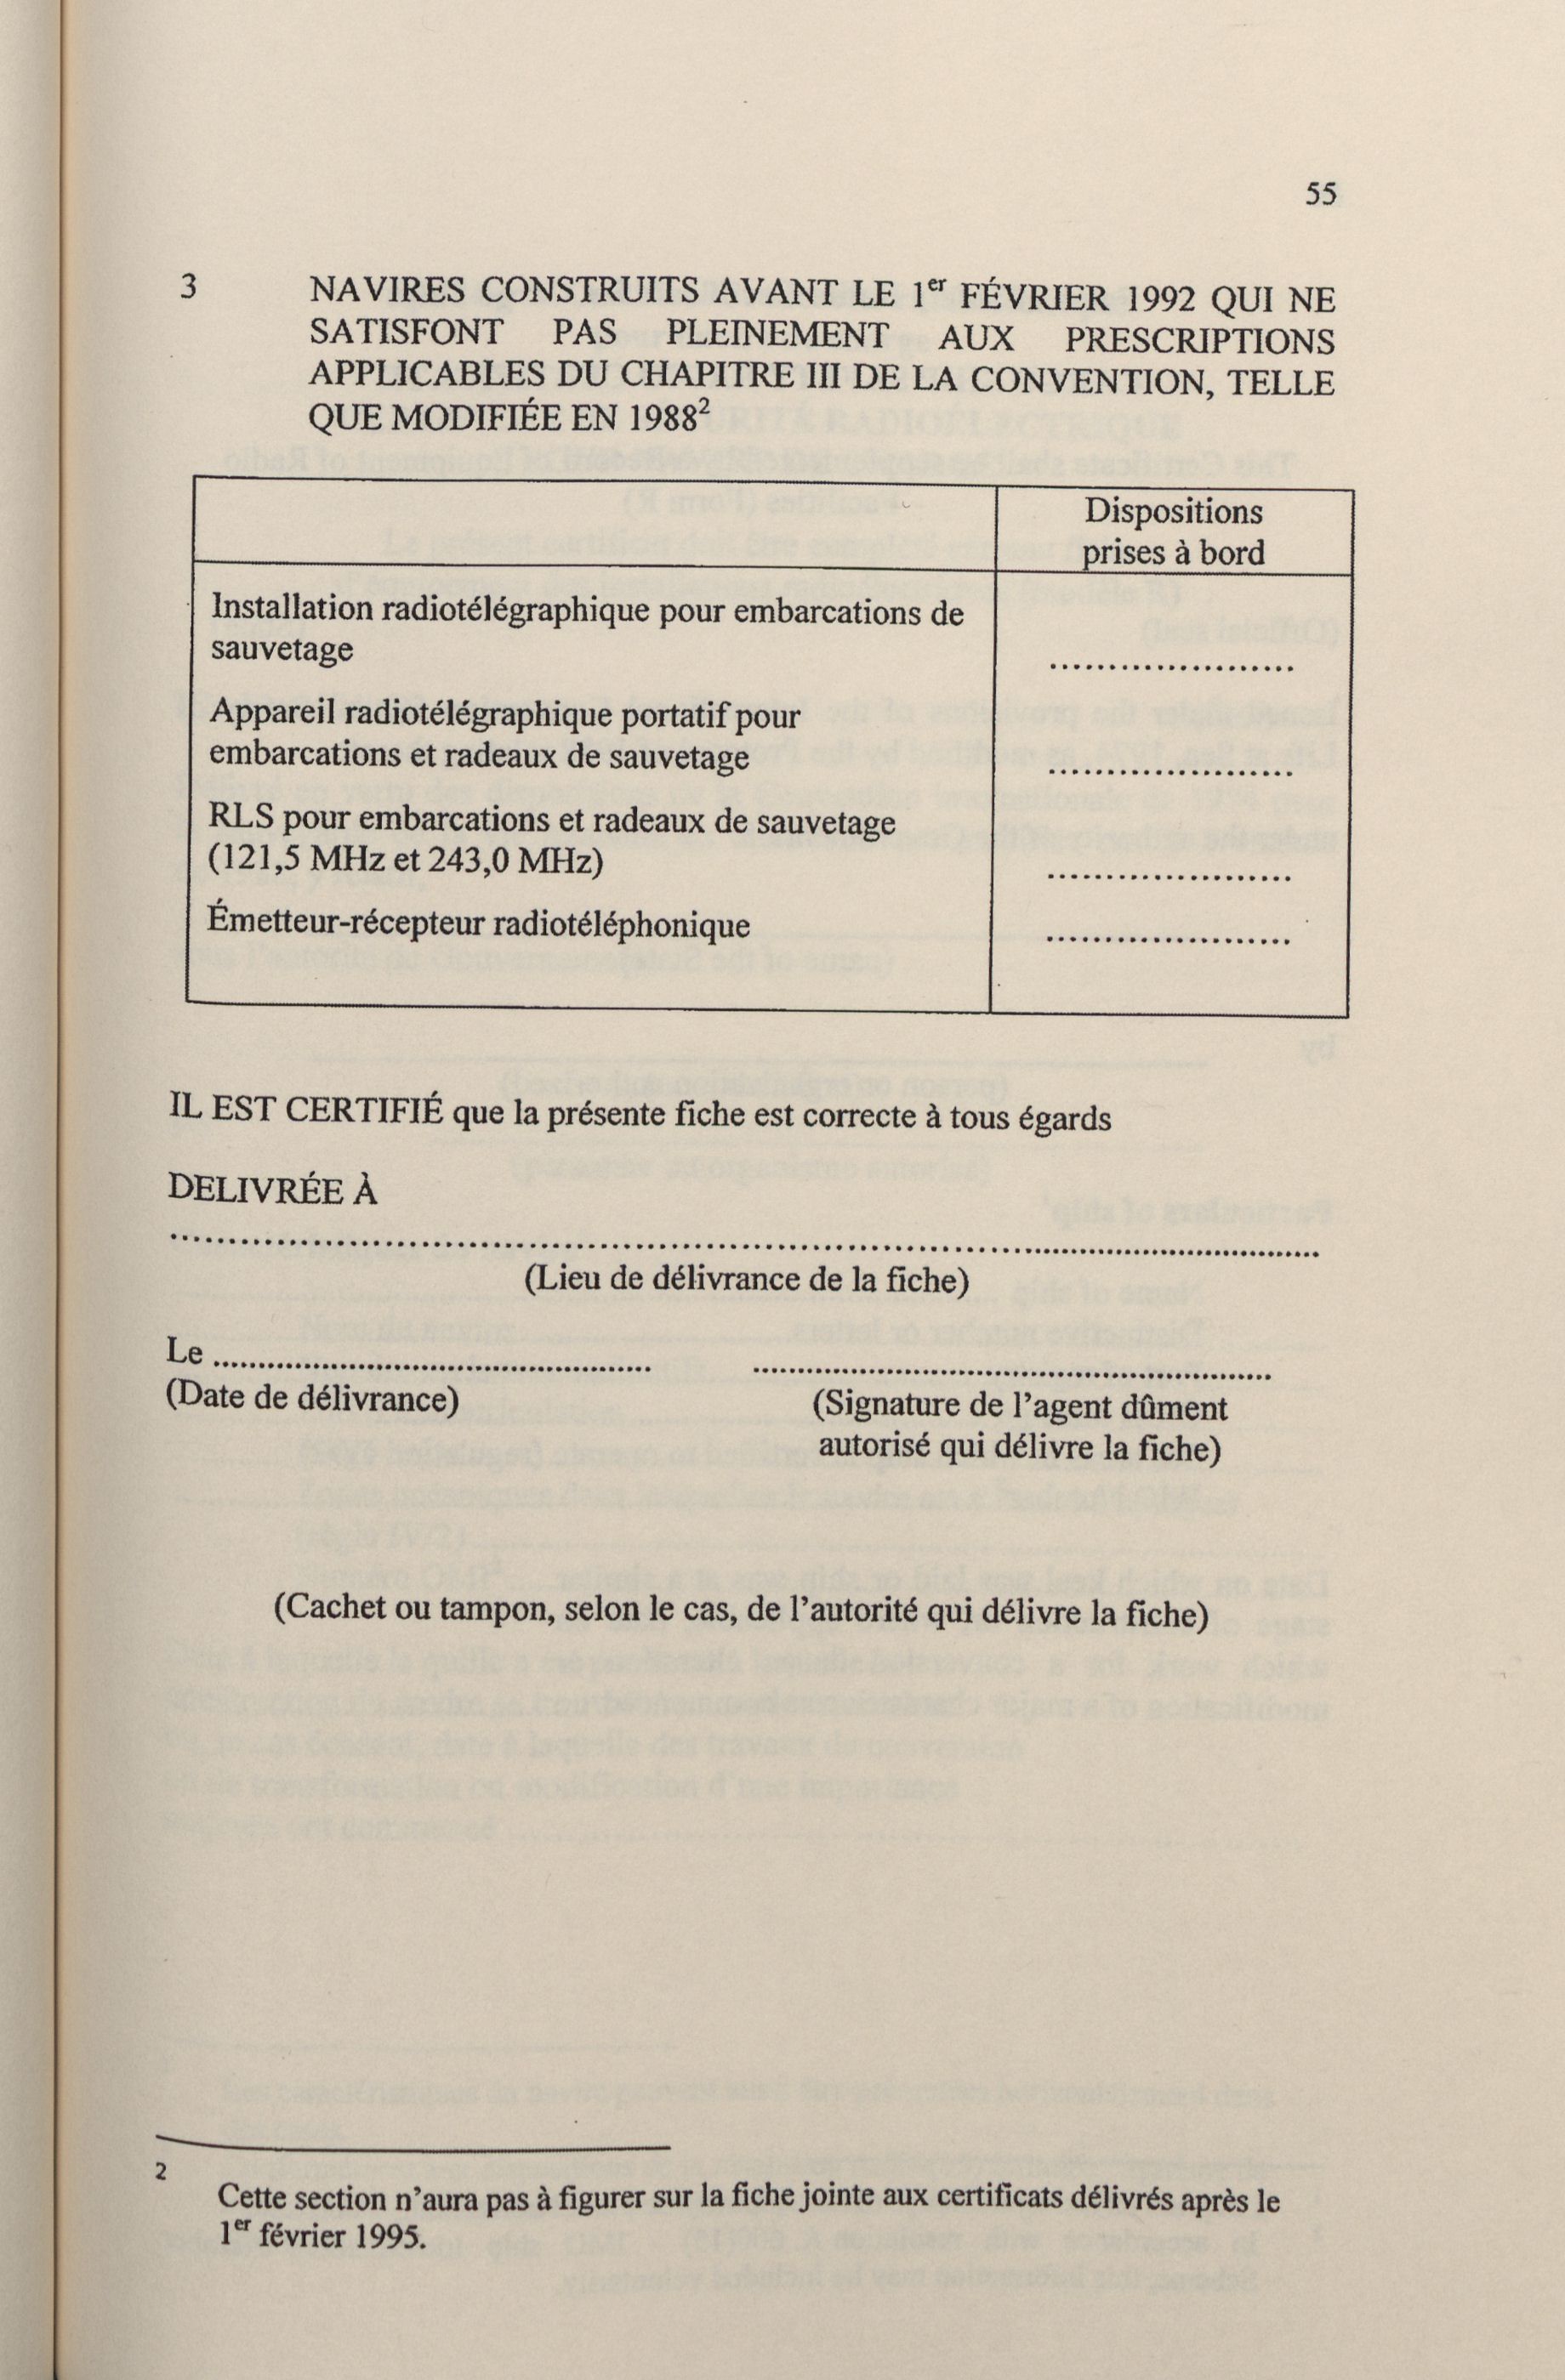 55
3 NAVIRES CONSTRUITS AVANT LE 1er FÉVRIER 1992 QUI NE
SATISFONT PAS PLEINEMENT AUX PRESCRIPTIONS
APPLICABLES DU CHAPITRE III DE LA CONVENTION, TELLE
QUE MODIFIÉE EN 1988²
Dispositions
prises à bord
Installation radiotélégraphique pour embarcations de
sauvetage ......................
Appareil radiotélégraphique portatif pour
embarcations et radeaux de sauvetage ......................
RLS pour embarcations et radeaux de sauvetage
(121,5 MHz et 243,0 MHz) ......................
Émetteur-récepteur radiotéléphonique ......................
IL EST CERTIFIÉ que la présente fiche est correcte à tous égards
DELIVRÉE À
................................................................................
(Lieu de délivrance de la fiche)
Le ........................................ ........................................
(Date de délivrance) (Signature de l'agent dûment
autorisé qui délivre la fiche)
(Cachet ou tampon, selon le cas, de l'autorité qui délivre la fiche)
2
Cette section n'aura pas à figurer sur la fiche jointe aux certificats délivrés après le
1er février 1995.